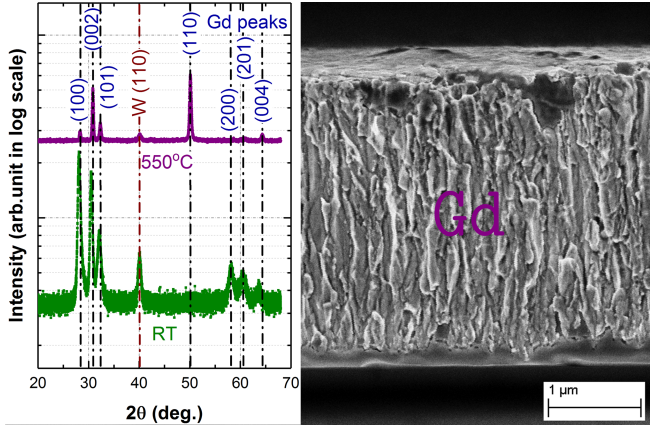 Gd peaks
(100)
(002)
(101)
W (110)
(110)
(200)
(201)
(004)
550°C
RT
Intensity (arb.unit in log scale)
20 30 40 50 60 70
2θ (deg.)
Gd
1 µm